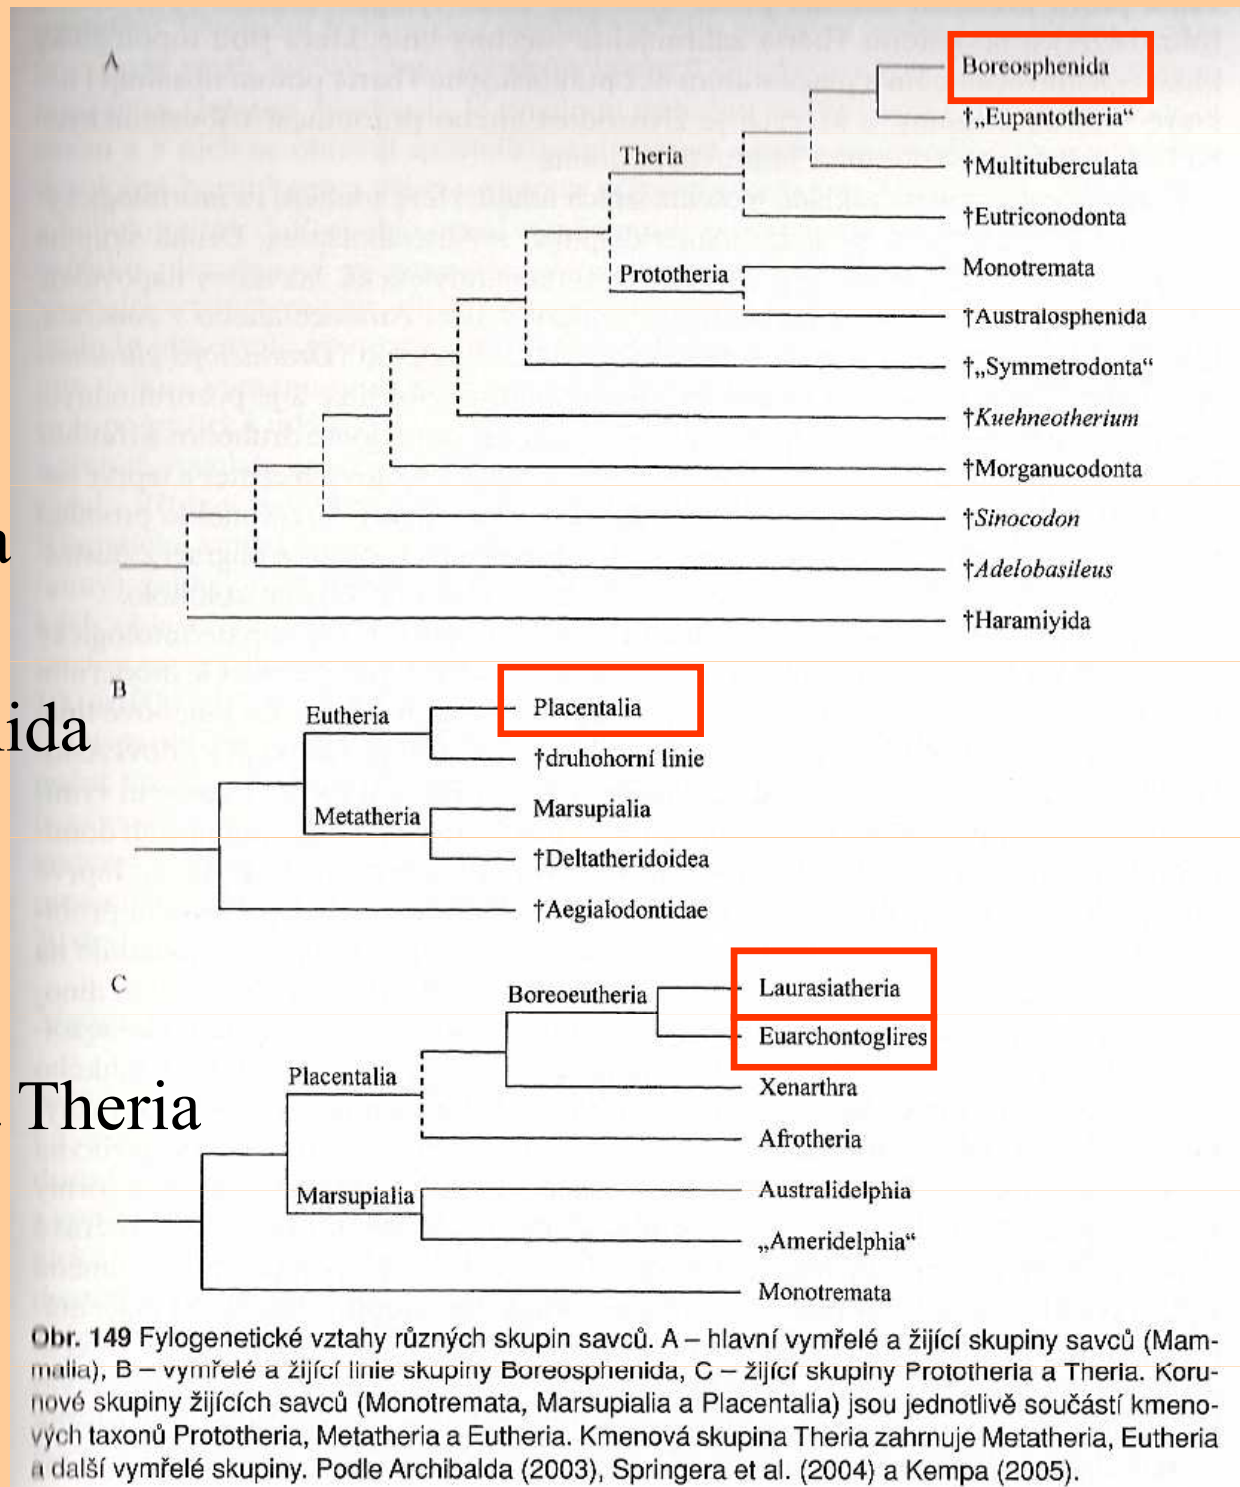 A
Boreosphenida
†„Eupantotheria“
Theria
†Multituberculata
†Eutriconodonta
Prototheria
Monotremata
†Australosphenida
†„Symmetrodonta“
†Kuehneotherium
†Morganucodonta
†Sinocodon
†Adelobasileus
†Haramiyida
B
Placentalia
Eutheria
†druhohorní linie
Marsupialia
Metatheria
†Deltatheridoidea
†Aegialodontidae
C
Laurasiatheria
Boreoeutheria
Euarchontoglires
Placentalia
Xenarthra
Theria
Afrotheria
Australidelphia
Marsupialia
„Ameridelphia“
Monotremata
Obr. 149 Fylogenetické vztahy různých skupin savců. A – hlavní vymřelé a žijící skupiny savců (Mam-
malia), B – vymřelé a žijící linie skupiny Boreosphenida, C – žijící skupiny Prototheria a Theria. Koru-
nové skupiny žijících savců (Monotremata, Marsupialia a Placentalia) jsou jednotlivě součástí kmeno-
vých taxonů Prototheria, Metatheria a Eutheria. Kmenová skupina Theria zahrnuje Metatheria, Eutheria
a další vymřelé skupiny. Podle Archibalda (2003), Springera et al. (2004) a Kempa (2005).